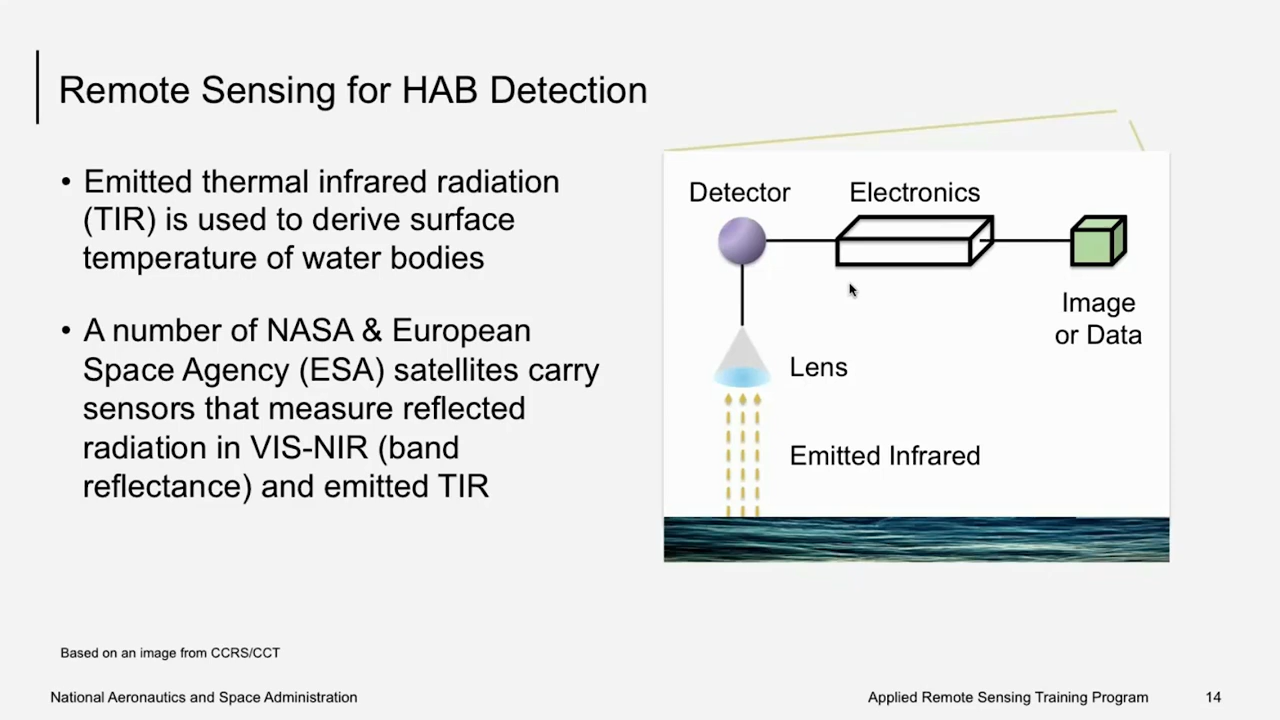 Remote Sensing for HAB Detection
• Emitted thermal infrared radiation
(TIR) is used to derive surface
temperature of water bodies
• A number of NASA & European
Space Agency (ESA) satellites carry
sensors that measure reflected
radiation in VIS-NIR (band
reflectance) and emitted TIR
Detector
Electronics
Image
or Data
Lens
Emitted Infrared
Based on an image from CCRS/CCT
National Aeronautics and Space Administration
Applied Remote Sensing Training Program
14